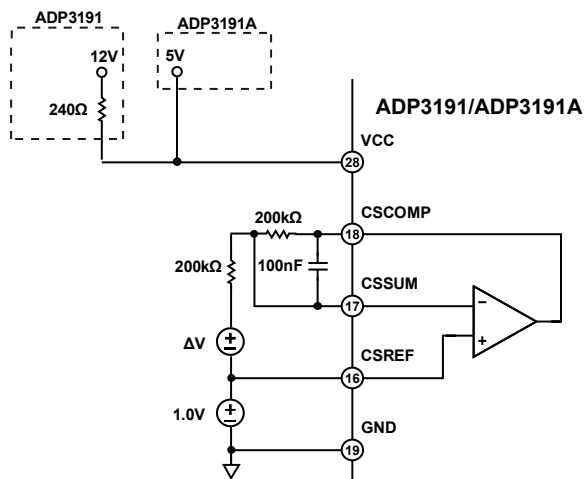 ADP3191
ADP3191A
12V
5V
240Ω
ADP3191/ADP3191A
VCC
28
CSCOMP
200kΩ
18
200kΩ
100nF
CSSUM
17
–
ΔV
CSREF
+
16
1.0V
GND
19